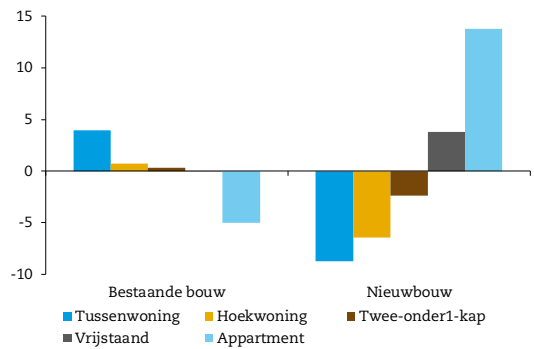 15
10
5
0
-5
-10
Bestaande bouw Nieuwbouw
Tussenwoning Hoekwoning Twee-onder1-kap
Vrijstaand Appartment